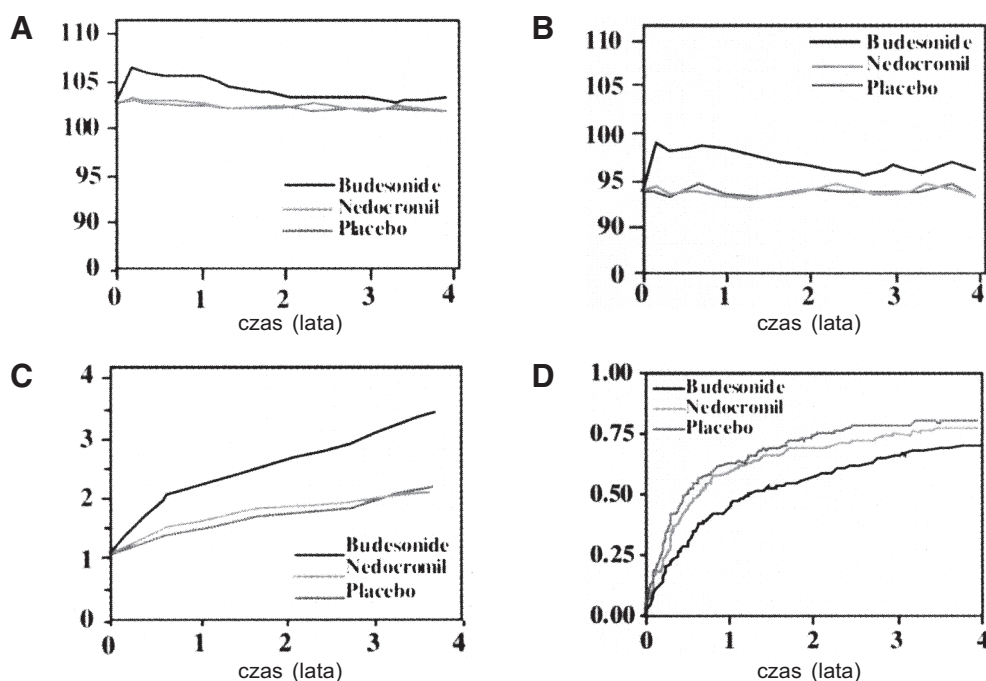 A
110
105
100
95
90
0
Budesonide
Nedocromil
Placebo
0 1 2 3 4
czas (lata)
B
110
105
100
95
90
0
Budesonide
Nedocromil
Placebo
0 1 2 3 4
czas (lata)
C
4
3
2
1
0
Budesonide
Nedocromil
Placebo
0 1 2 3 4
czas (lata)
D
1.00
0.75
0.50
0.25
0.00
Budesonide
Nedocromil
Placebo
0 1 2 3 4
czas (lata)